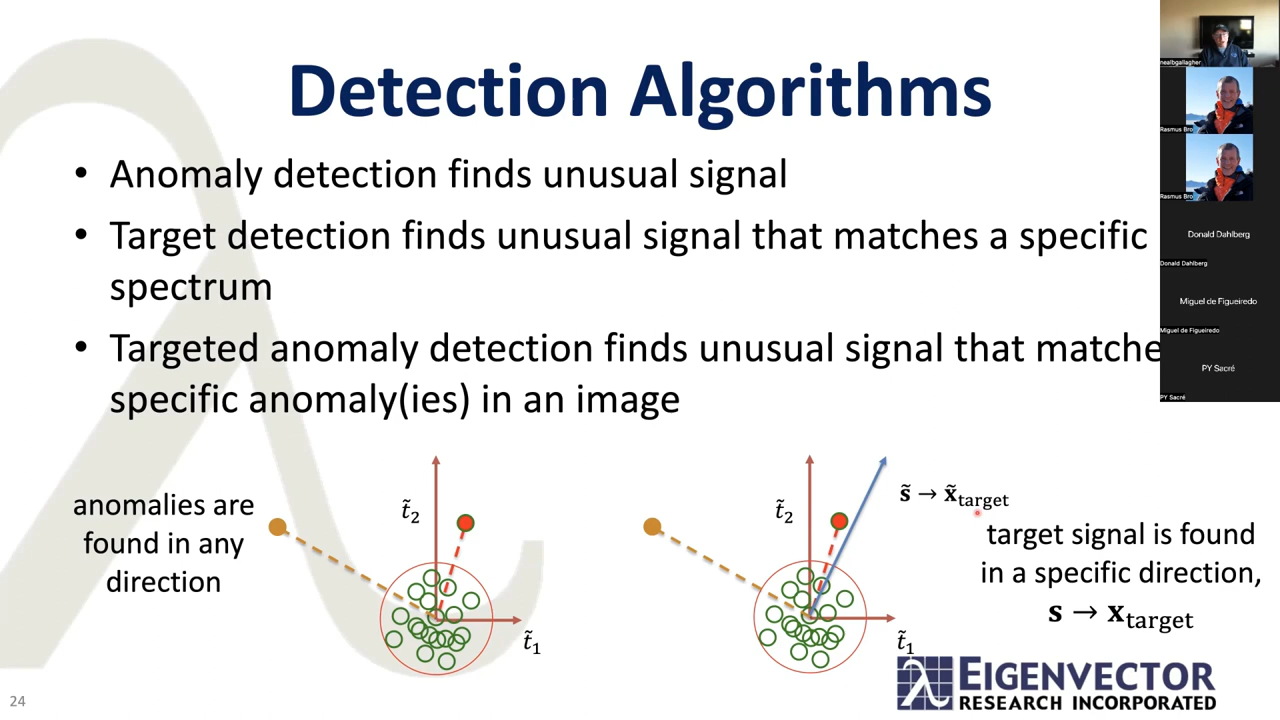 Detection Algorithms
• Anomaly detection finds unusual signal
• Target detection finds unusual signal that matches a specific
spectrum
• Targeted anomaly detection finds unusual signal that matche
specific anomaly(ies) in an image
anomalies are
found in any
direction
t̃₂
t̃₁
t̃₂
t̃₁
s̃ → x̃target
target signal is found
in a specific direction,
s → xtarget
EIGENVECTOR
RESEARCH INCORPORATED
24
nealbgallagher
Rasmus Bro
Rasmus Bro
Donald Dahlberg
Donald Dahlberg
Miguel de Figueiredo
Miguel de Figueiredo
PY Sacré
PY Sacré